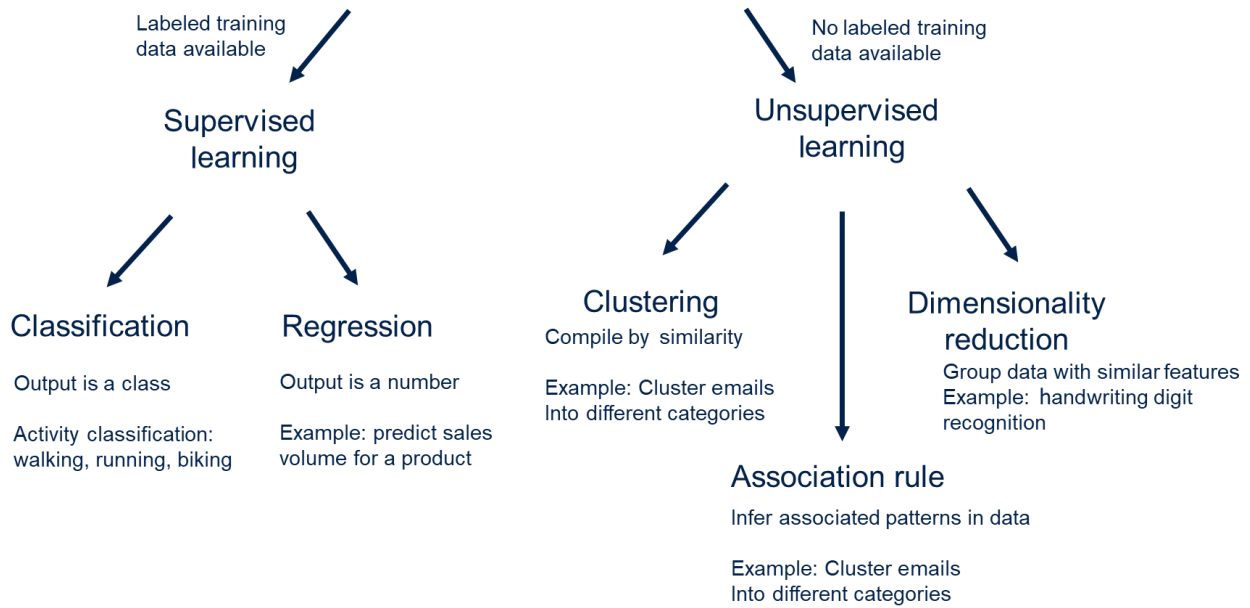 Labeled training
data available
No labeled training
data available
Supervised
learning
Unsupervised
learning
Classification
Output is a class
Activity classification:
walking, running, biking
Regression
Output is a number
Example: predict sales
volume for a product
Clustering
Compile by similarity
Example: Cluster emails
Into different categories
Dimensionality
reduction
Group data with similar features
Example: handwriting digit
recognition
Association rule
Infer associated patterns in data
Example: Cluster emails
Into different categories